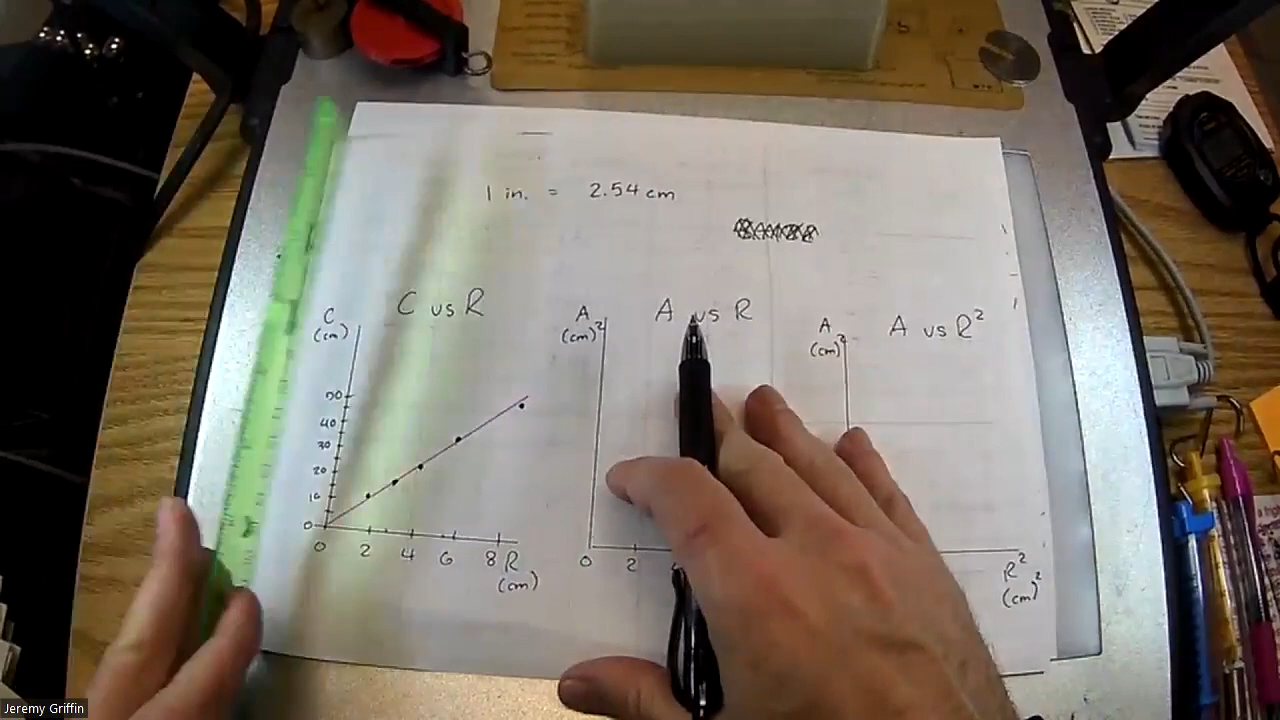 1 in. = 2.54 cm
C vs R
C
(cm)
50
40
30
20
10
0
0 2 4 6 8 R
(cm)
A vs R
A
(cm)²
0 2
A vs R²
A
(cm)²
R²
(cm)²
Jeremy Griffin